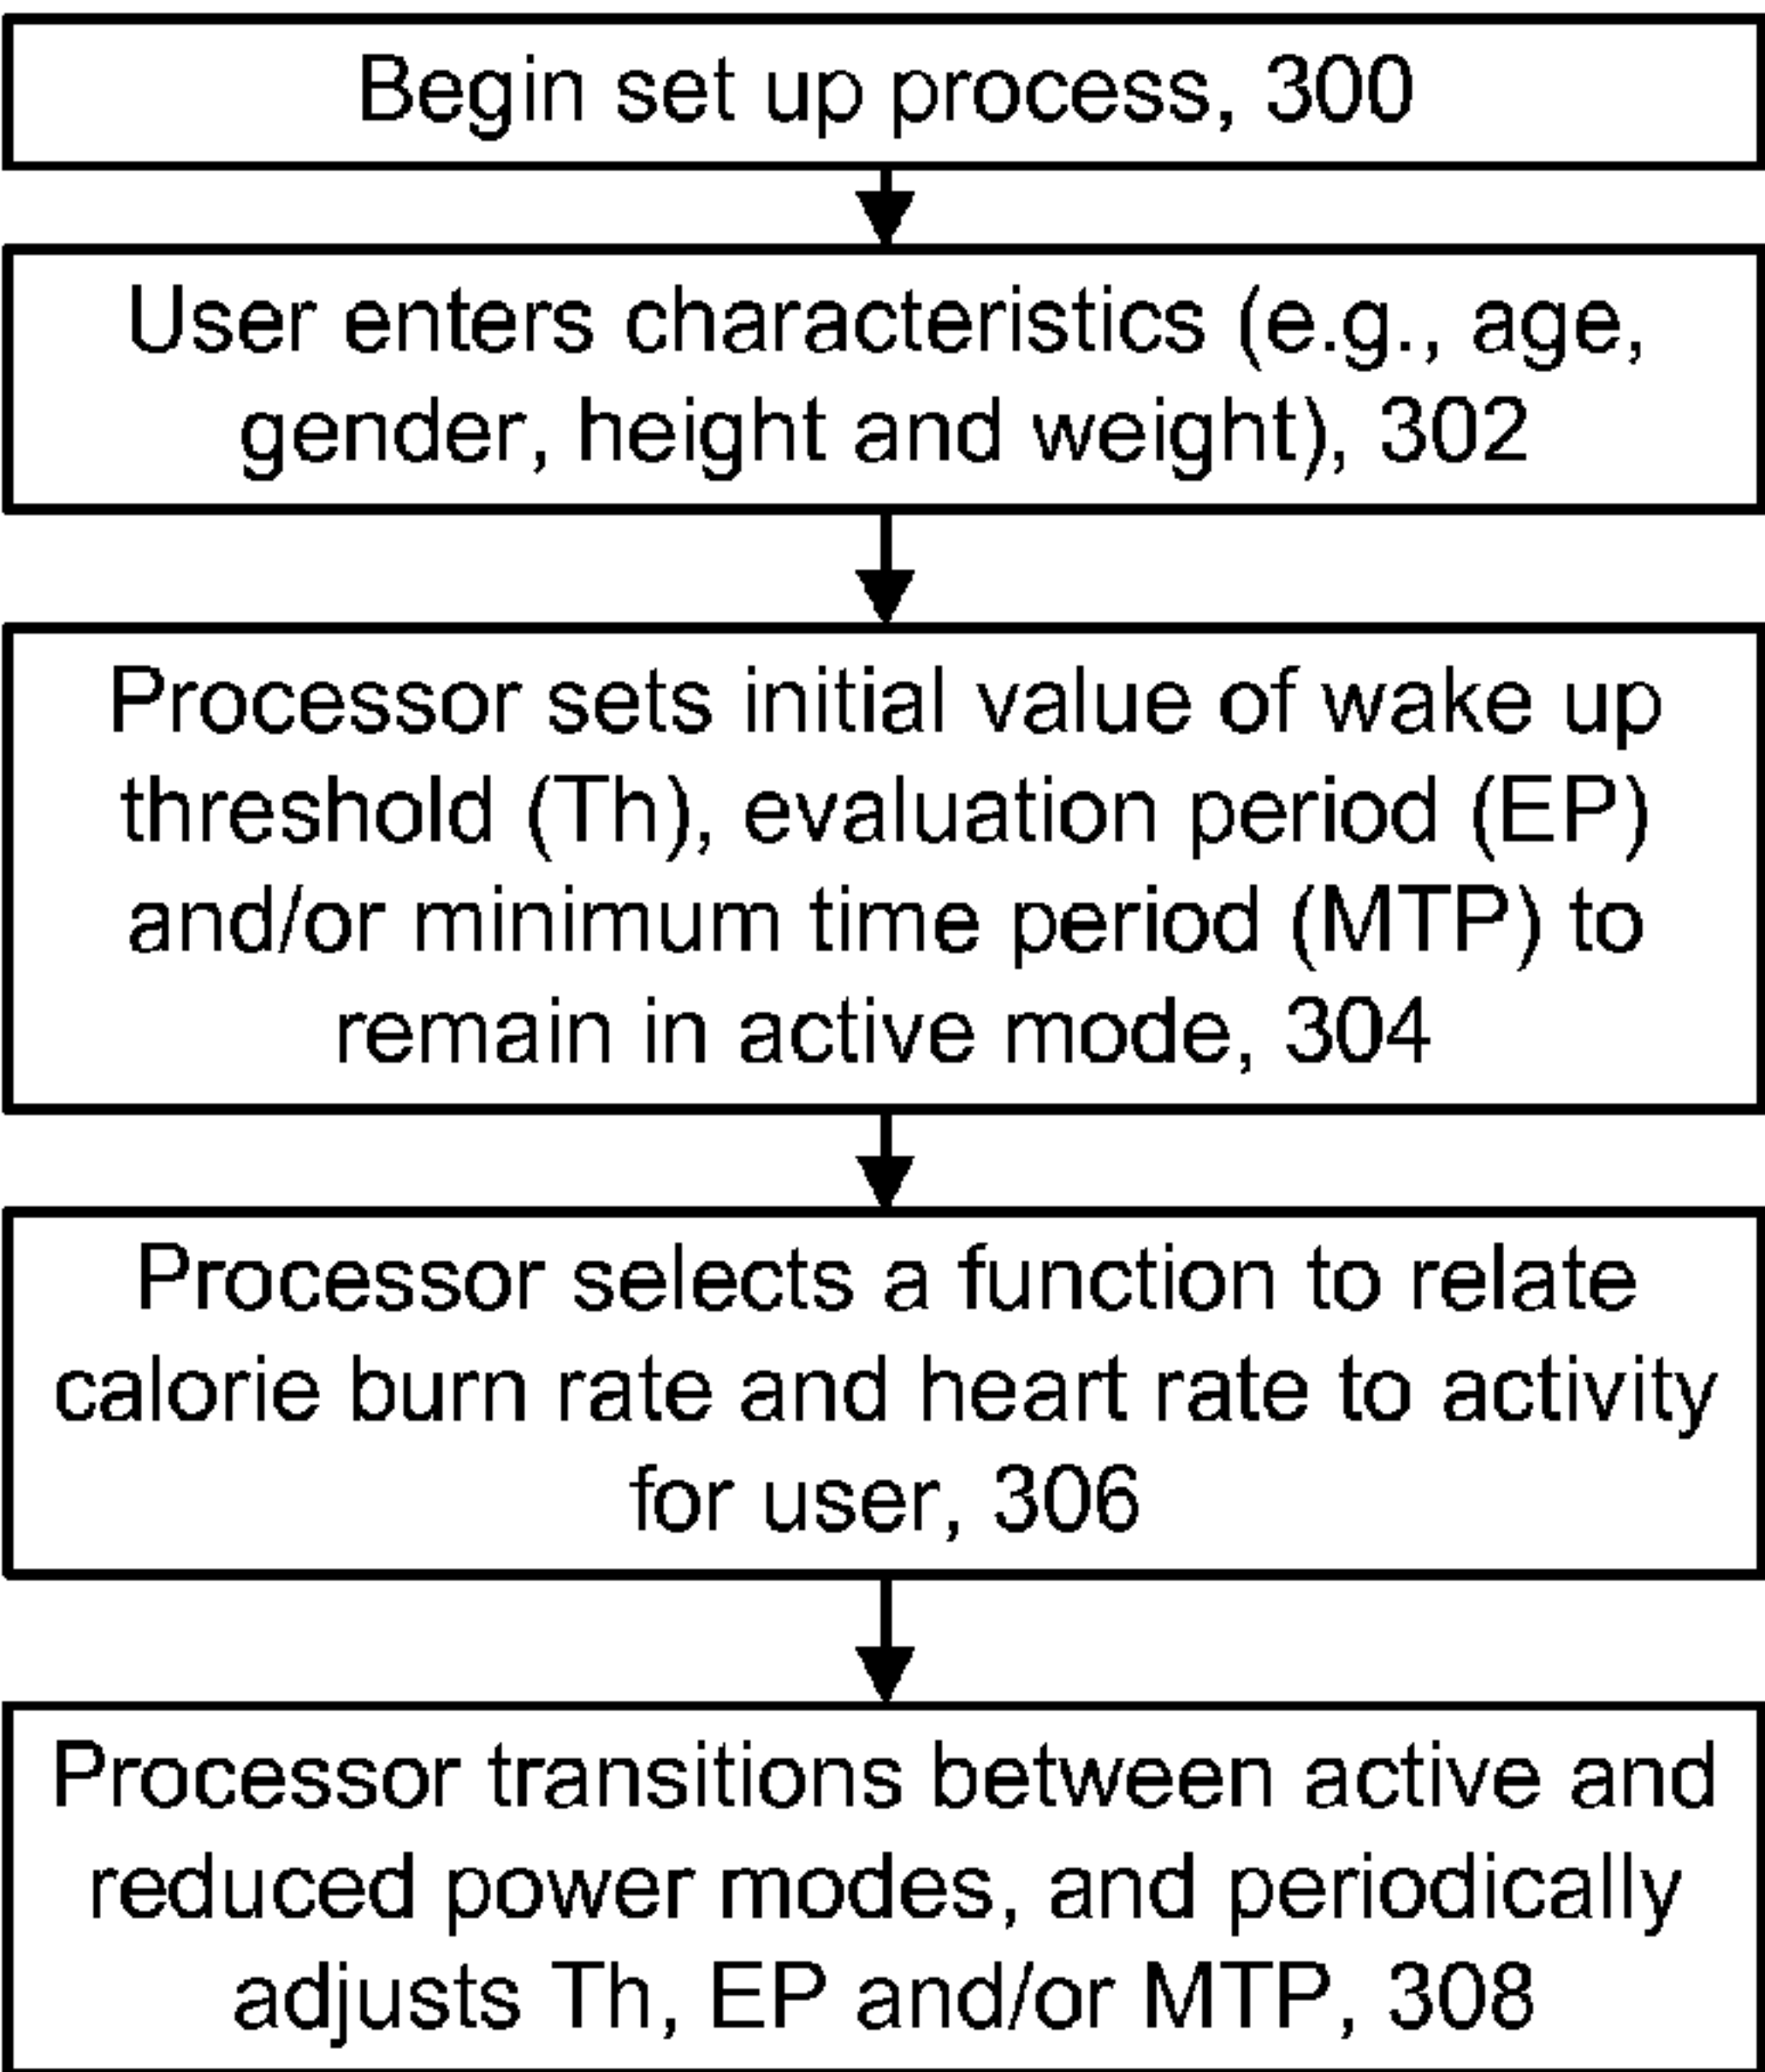 Begin set up process, 300
User enters characteristics (e.g., age,
gender, height and weight), 302
Processor sets initial value of wake up
threshold (Th), evaluation period (EP)
and/or minimum time period (MTP) to
remain in active mode, 304
Processor selects a function to relate
calorie burn rate and heart rate to activity
for user, 306
Processor transitions between active and
reduced power modes, and periodically
adjusts Th, EP and/or MTP, 308